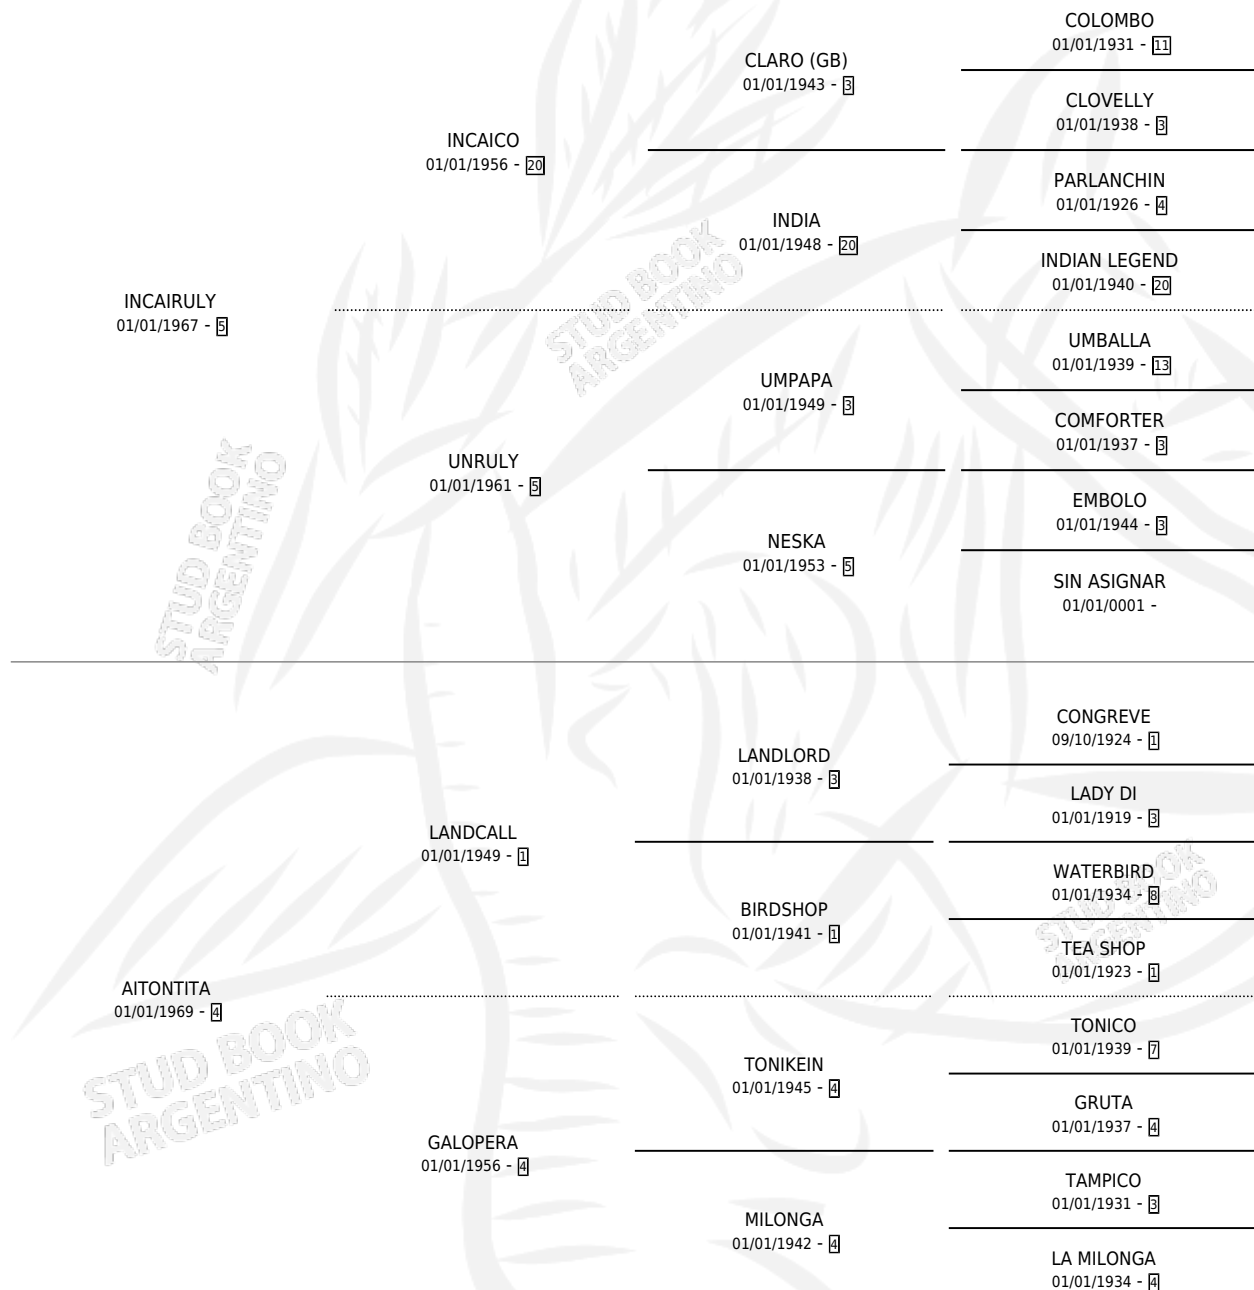 COLOMBO
01/01/1931 - 11
CLARO (GB)
01/01/1943 - 3
CLOVELLY
01/01/1938 - 3
INCAICO
01/01/1956 - 20
PARLANCHIN
01/01/1926 - 4
INDIA
01/01/1948 - 20
INDIAN LEGEND
01/01/1940 - 20
INCAIRULY
01/01/1967 - 5
STUD BOOK
ARGENTINO
UMBALLA
01/01/1939 - 13
UMPAPA
01/01/1949 - 3
COMFORTER
01/01/1937 - 3
UNRULY
01/01/1961 - 5
EMBOLO
01/01/1944 - 3
NESKA
01/01/1953 - 5
SIN ASIGNAR
01/01/0001 -
STUD BOOK
ARGENTINO
CONGREVE
09/10/1924 - 1
LANDLORD
01/01/1938 - 3
LADY DI
01/01/1919 - 3
LANDCALL
01/01/1949 - 1
WATERBIRD
01/01/1934 - 8
BIRDSHOP
01/01/1941 - 1
STUD BOOK
ARGENTINO
TEA SHOP
01/01/1923 - 1
AITONTITA
01/01/1969 - 4
STUD BOOK
ARGENTINO
TONICO
01/01/1939 - 7
TONIKEIN
01/01/1945 - 4
GRUTA
01/01/1937 - 4
GALOPERA
01/01/1956 - 4
TAMPICO
01/01/1931 - 3
MILONGA
01/01/1942 - 4
LA MILONGA
01/01/1934 - 4